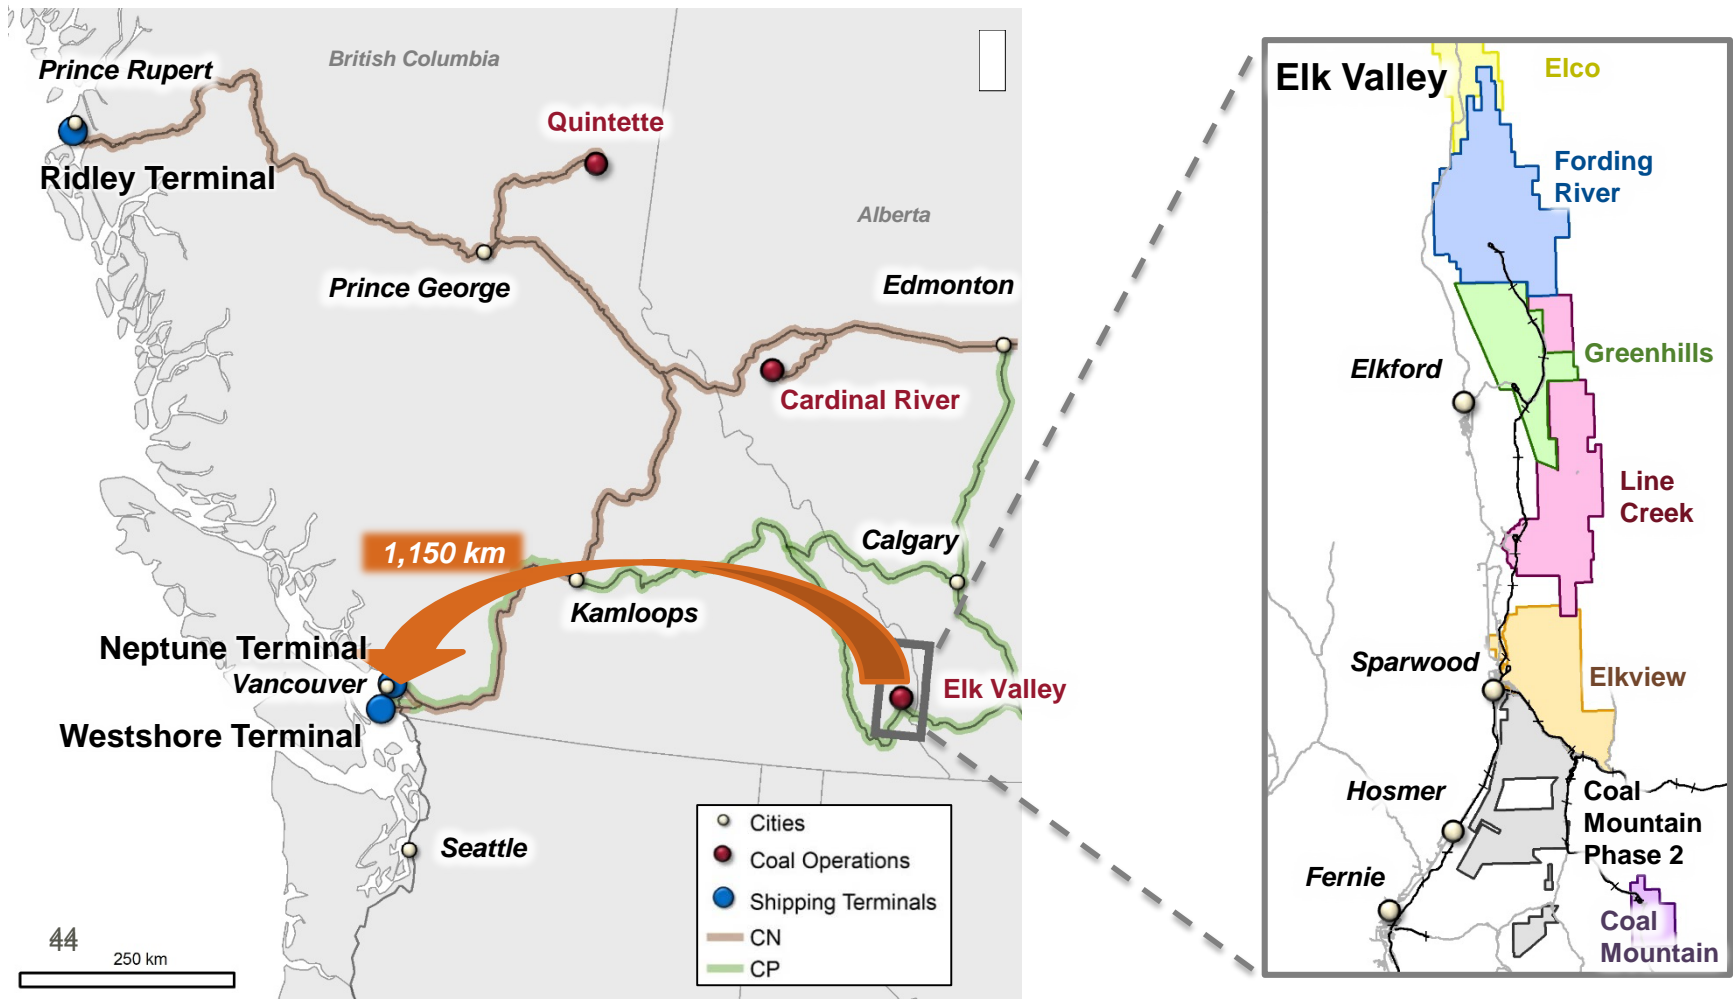 British Columbia
Prince Rupert
Ridley Terminal
Quintette
Alberta
Prince George
Edmonton
Cardinal River
Calgary
1,150 km
Kamloops
Neptune Terminal
Vancouver
Westshore Terminal
Elk Valley
Seattle
Cities
Coal Operations
Shipping Terminals
CN
CP
44
250 km
Elk Valley
Elco
Fording
River
Greenhills
Elkford
Line
Creek
Sparwood
Elkview
Hosmer
Coal
Mountain
Phase 2
Fernie
Coal
Mountain